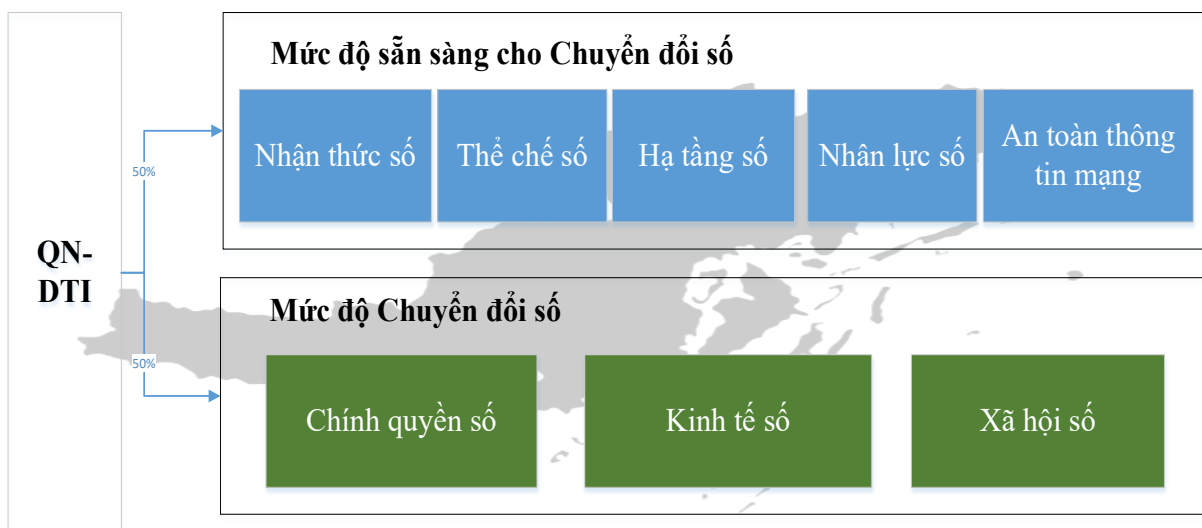 QN-
DTI
50%
50%
Mức độ sẵn sàng cho Chuyển đổi số
Nhận thức số
Thể chế số
Hạ tầng số
Nhân lực số
An toàn thông
tin mạng
Mức độ Chuyển đổi số
Chính quyền số
Kinh tế số
Xã hội số